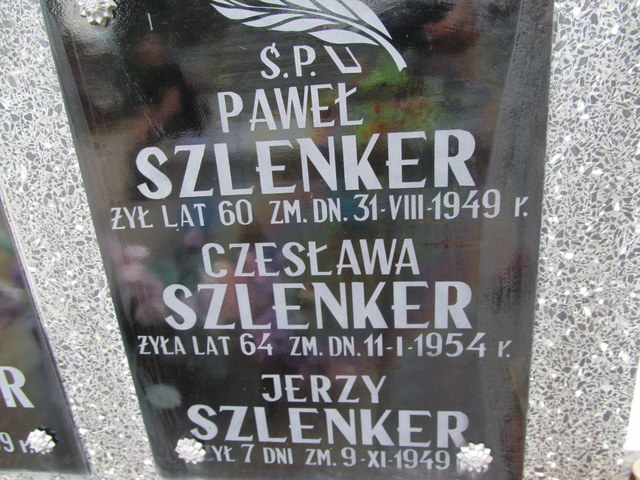 Ś.P.
PAWEŁ
SZLENKER
ŻYŁ LAT 60 ZM. DN. 31-VIII-1949 r.
CZESŁAWA
SZLENKER
ŻYŁA LAT 64 ZM. DN. 11-I-1954 r.
JERZY
SZLENKER
ŻYŁ 7 DNI ZM. 9-XI-1949